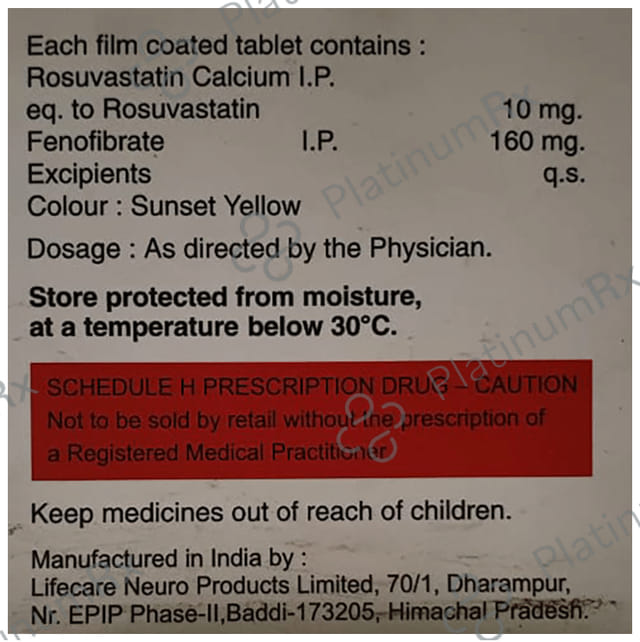 Each film coated tablet contains :
Rosuvastatin Calcium I.P.
eq. to Rosuvastatin 10 mg.
Fenofibrate I.P. 160 mg.
Excipients q.s.
Colour : Sunset Yellow
Dosage : As directed by the Physician.
Store protected from moisture,
at a temperature below 30°C.
SCHEDULE H PRESCRIPTION DRUG – CAUTION
Not to be sold by retail without the prescription of
a Registered Medical Practitioner
Keep medicines out of reach of children.
Manufactured in India by :
Lifecare Neuro Products Limited, 70/1, Dharampur,
Nr. EPIP Phase-II,Baddi-173205, Himachal Pradesh.
PlatinumRx
PlatinumRx